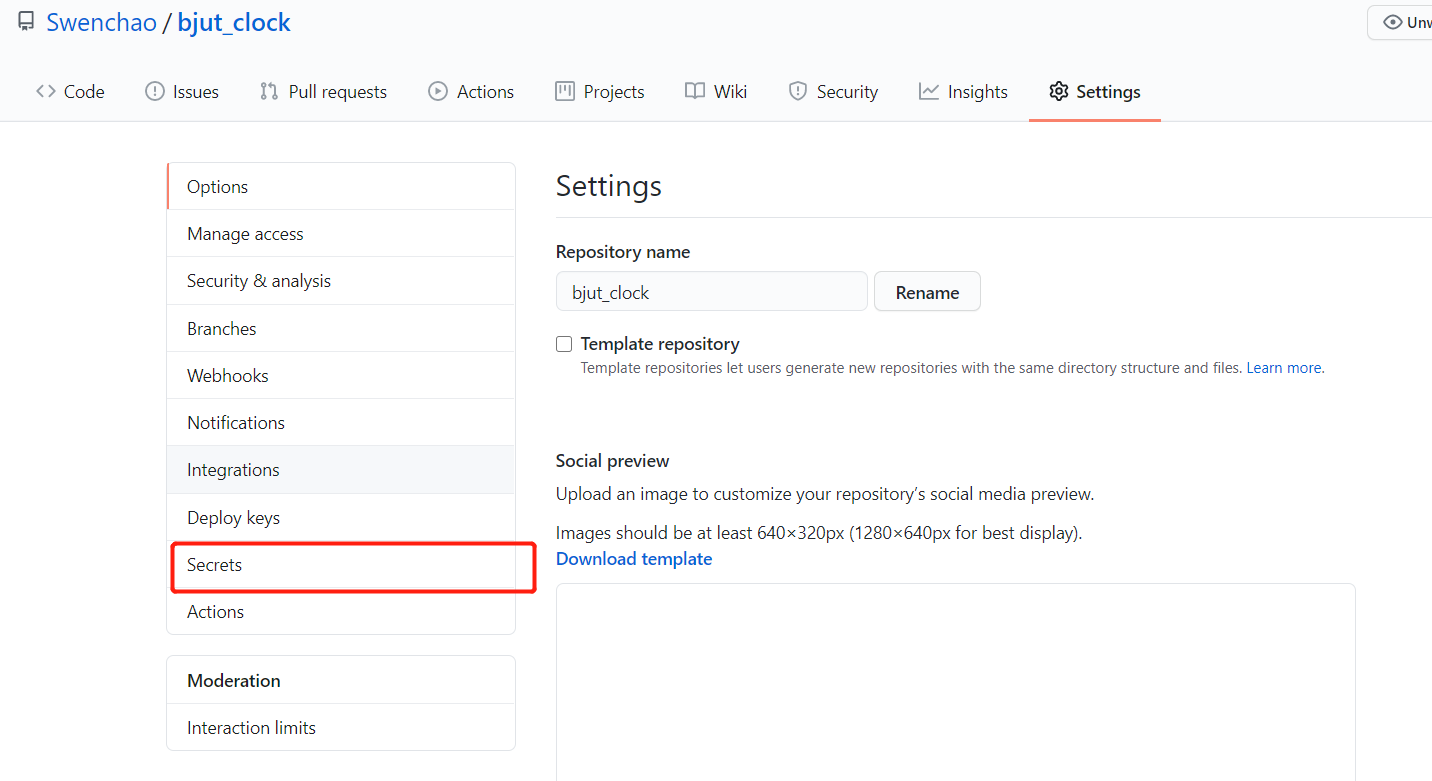 Swenchao / bjut_clock
Unw
Code Issues Pull requests Actions Projects Wiki Security Insights Settings
Options
Manage access
Security & analysis
Branches
Webhooks
Notifications
Integrations
Deploy keys
Secrets
Actions
Moderation
Interaction limits
Settings
Repository name
bjut_clock Rename
Template repository
Template repositories let users generate new repositories with the same directory structure and files. Learn more.
Social preview
Upload an image to customize your repository’s social media preview.
Images should be at least 640×320px (1280×640px for best display).
Download template